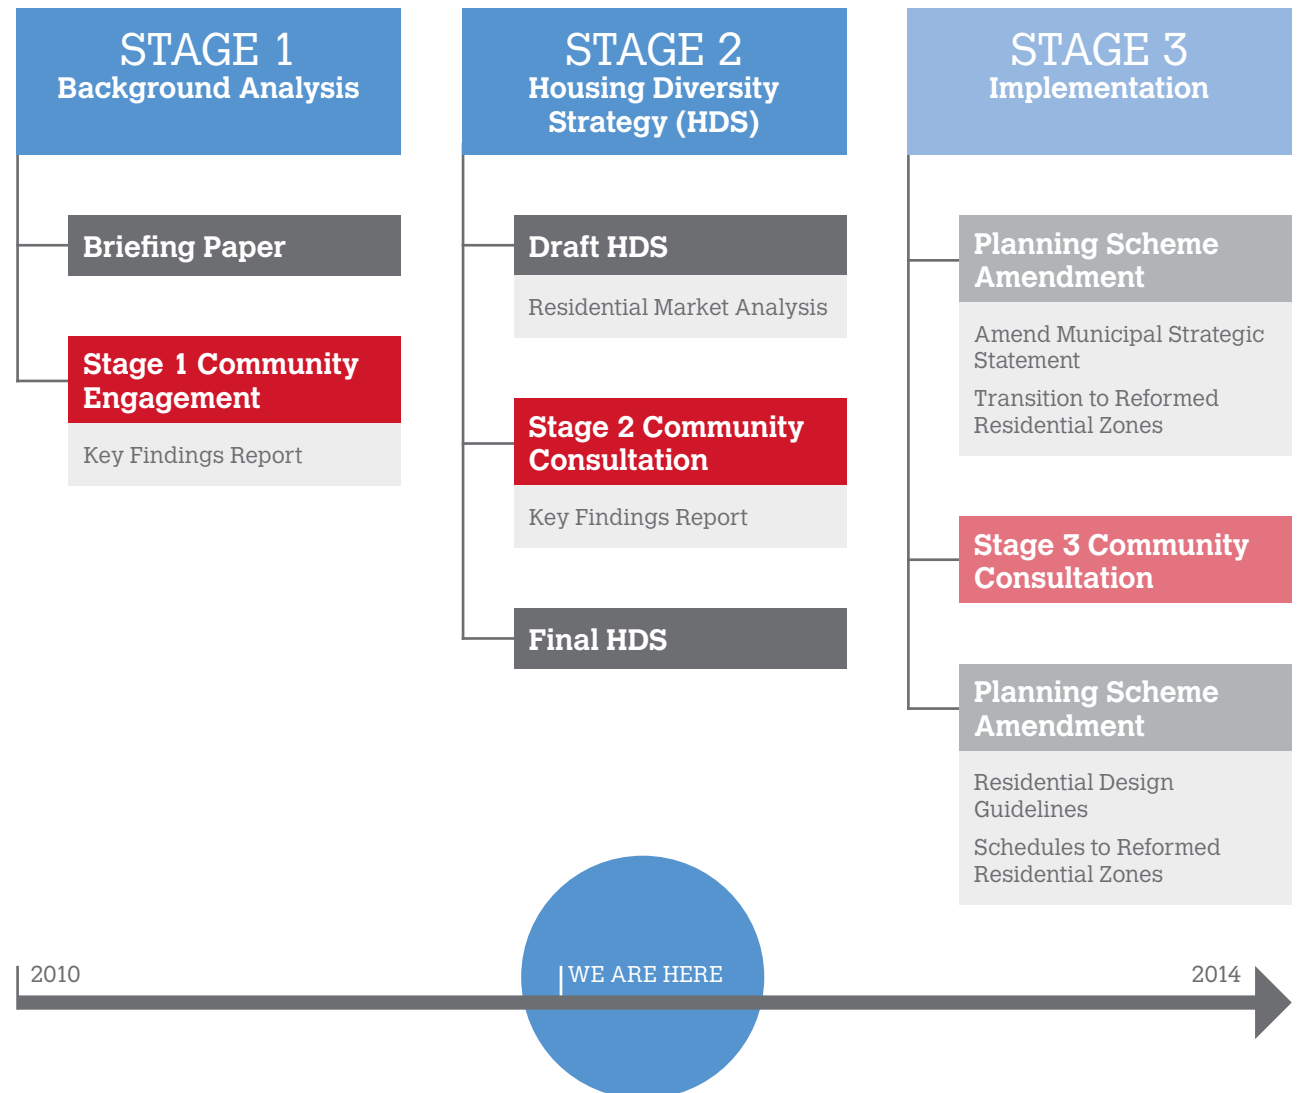 STAGE 1
Background Analysis
Briefing Paper
Stage 1 Community
Engagement
Key Findings Report
STAGE 2
Housing Diversity
Strategy (HDS)
Draft HDS
Residential Market Analysis
Stage 2 Community
Consultation
Key Findings Report
Final HDS
STAGE 3
Implementation
Planning Scheme
Amendment
Amend Municipal Strategic
Statement
Transition to Reformed
Residential Zones
Stage 3 Community
Consultation
Planning Scheme
Amendment
Residential Design
Guidelines
Schedules to Reformed
Residential Zones
2010
WE ARE HERE
2014